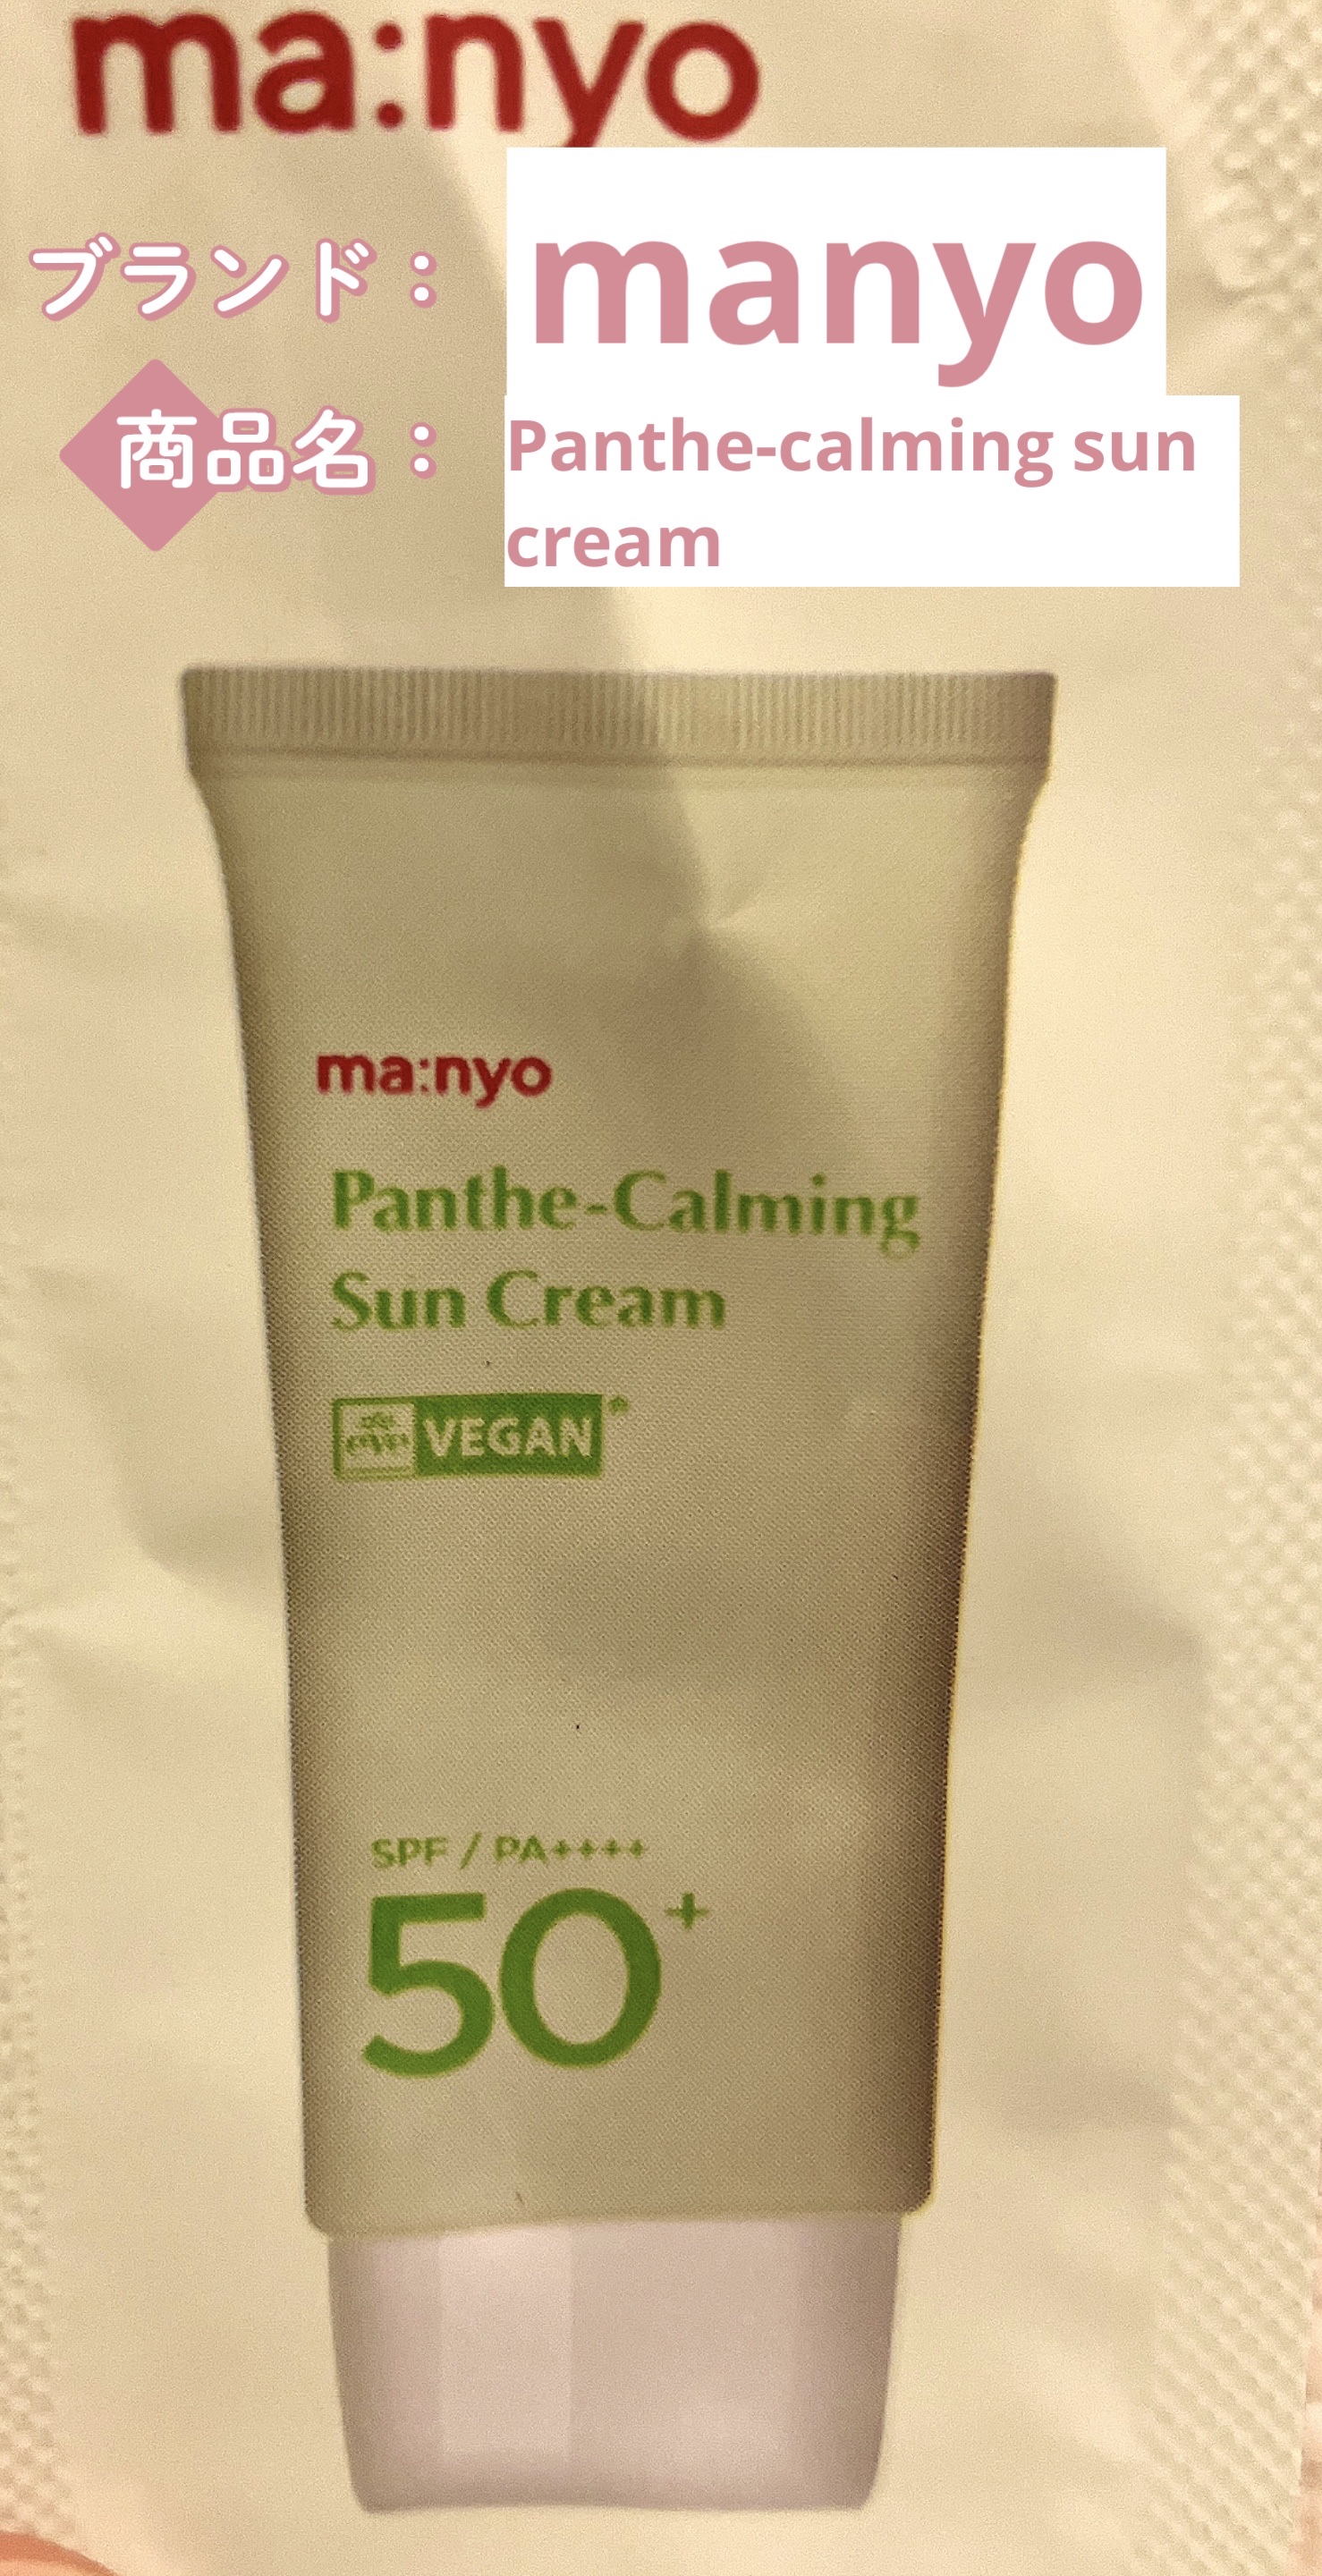 ma:nyo
ブランド： manyo
商品名： Panthe-calming sun
cream
ma:nyo
Panthe-Calming
Sun Cream
eve VEGAN
SPF / PA++++
50+